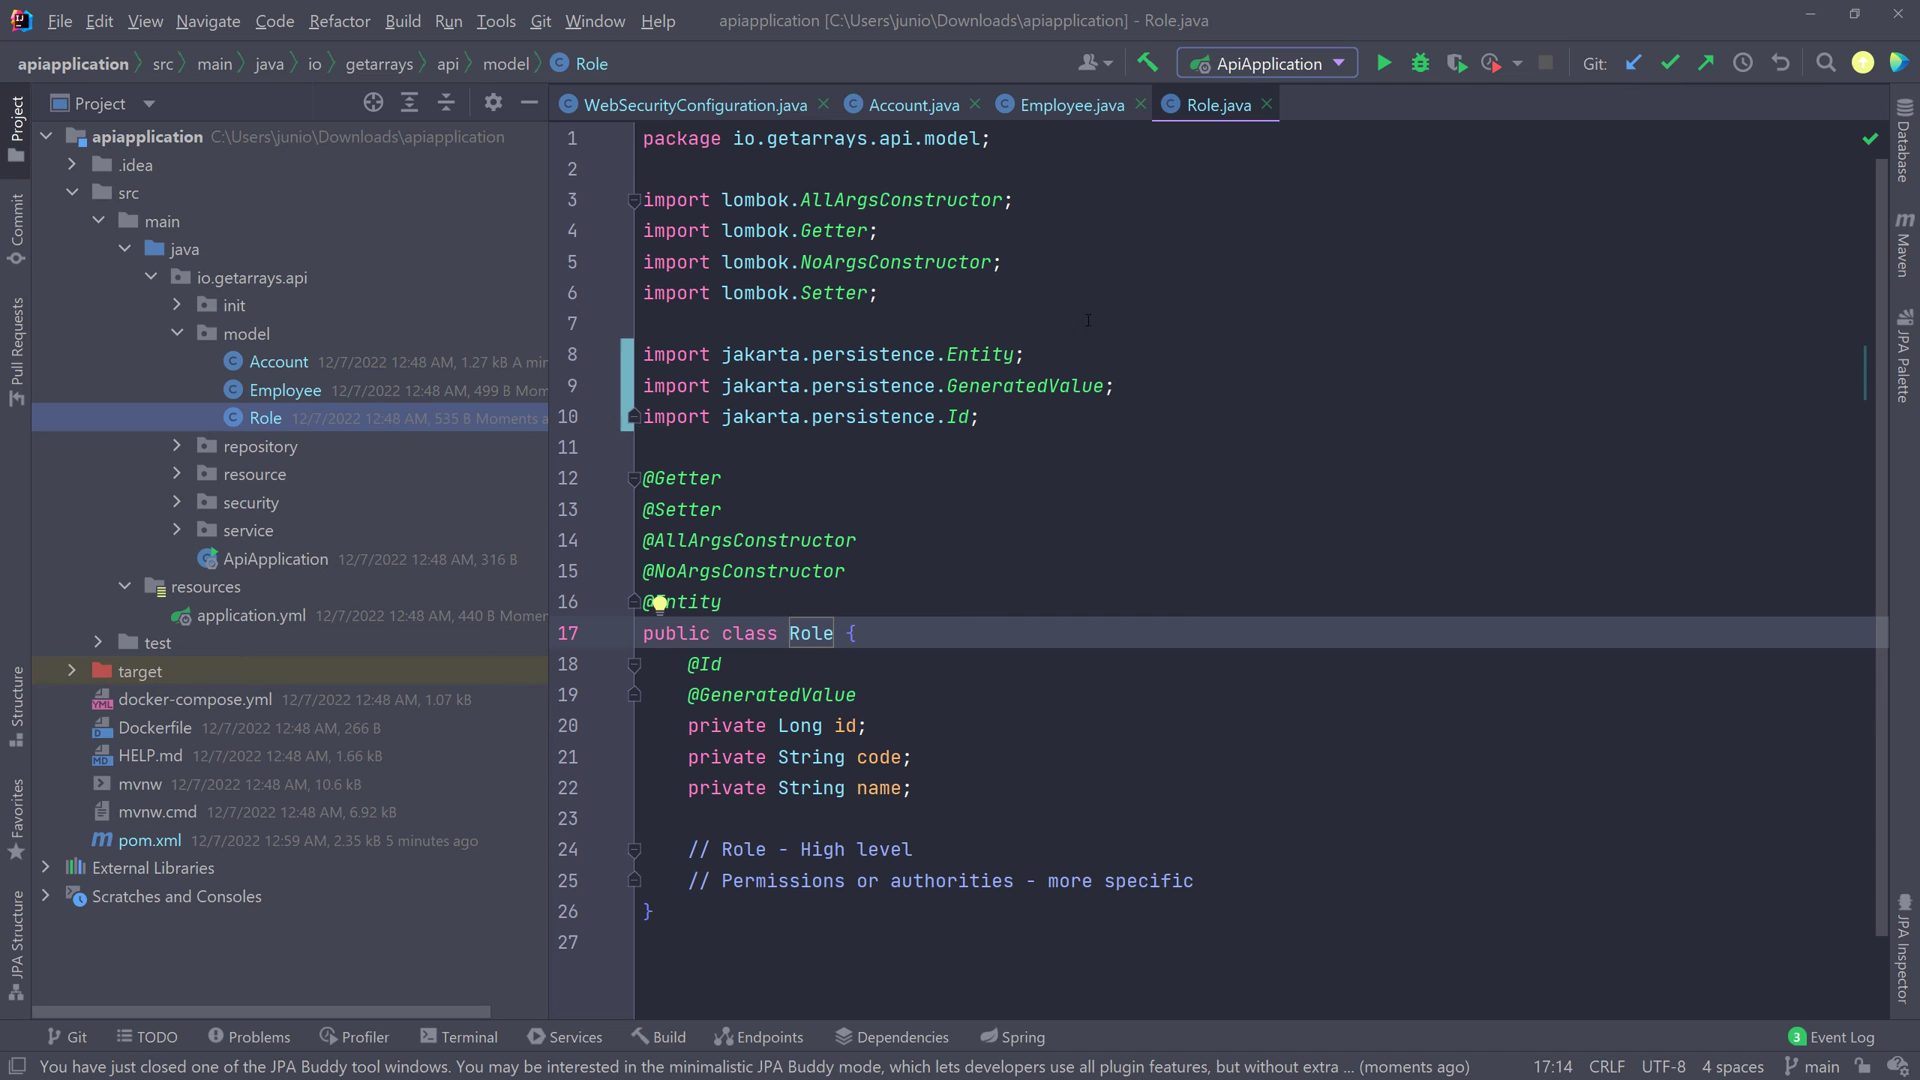 File Edit View Navigate Code Refactor Build Run Tools Git Window Help apiapplication [C:\Users\junio\Downloads\apiapplication] - Role.java
apiapplication src main java io getarrays api model Role ApiApplication Git:
Project
Commit
Pull Requests
Structure
Favorites
JPA Structure
Project
apiapplication C:\Users\junio\Downloads\apiapplication
.idea
src
main
java
io.getarrays.api
init
model
Account 12/7/2022 12:48 AM, 1.27 kB A min
Employee 12/7/2022 12:48 AM, 499 B Mom
Role 12/7/2022 12:48 AM, 535 B Moments a
repository
resource
security
service
ApiApplication 12/7/2022 12:48 AM, 316 B
resources
application.yml 12/7/2022 12:48 AM, 440 B Momer
test
target
docker-compose.yml 12/7/2022 12:48 AM, 1.07 kB
Dockerfile 12/7/2022 12:48 AM, 266 B
HELP.md 12/7/2022 12:48 AM, 1.66 kB
mvnw 12/7/2022 12:48 AM, 10.6 kB
mvnw.cmd 12/7/2022 12:48 AM, 6.92 kB
pom.xml 12/7/2022 12:59 AM, 2.35 kB 5 minutes ago
External Libraries
Scratches and Consoles
WebSecurityConfiguration.java Account.java Employee.java Role.java
1 package io.getarrays.api.model;
2
3 import lombok.AllArgsConstructor;
4 import lombok.Getter;
5 import lombok.NoArgsConstructor;
6 import lombok.Setter;
7
8 import jakarta.persistence.Entity;
9 import jakarta.persistence.GeneratedValue;
10 import jakarta.persistence.Id;
11
12 @Getter
13 @Setter
14 @AllArgsConstructor
15 @NoArgsConstructor
16 @Entity
17 public class Role {
18 @Id
19 @GeneratedValue
20 private Long id;
21 private String code;
22 private String name;
23
24 // Role - High level
25 // Permissions or authorities - more specific
26 }
27
Database
Maven
JPA Palette
JPA Inspector
Git TODO Problems Profiler Terminal Services Build Endpoints Dependencies Spring 3 Event Log
You have just closed one of the JPA Buddy tool windows. You may be interested in the minimalistic JPA Buddy mode, which lets developers use all plugin features, but without extra ... (moments ago) 17:14 CRLF UTF-8 4 spaces main